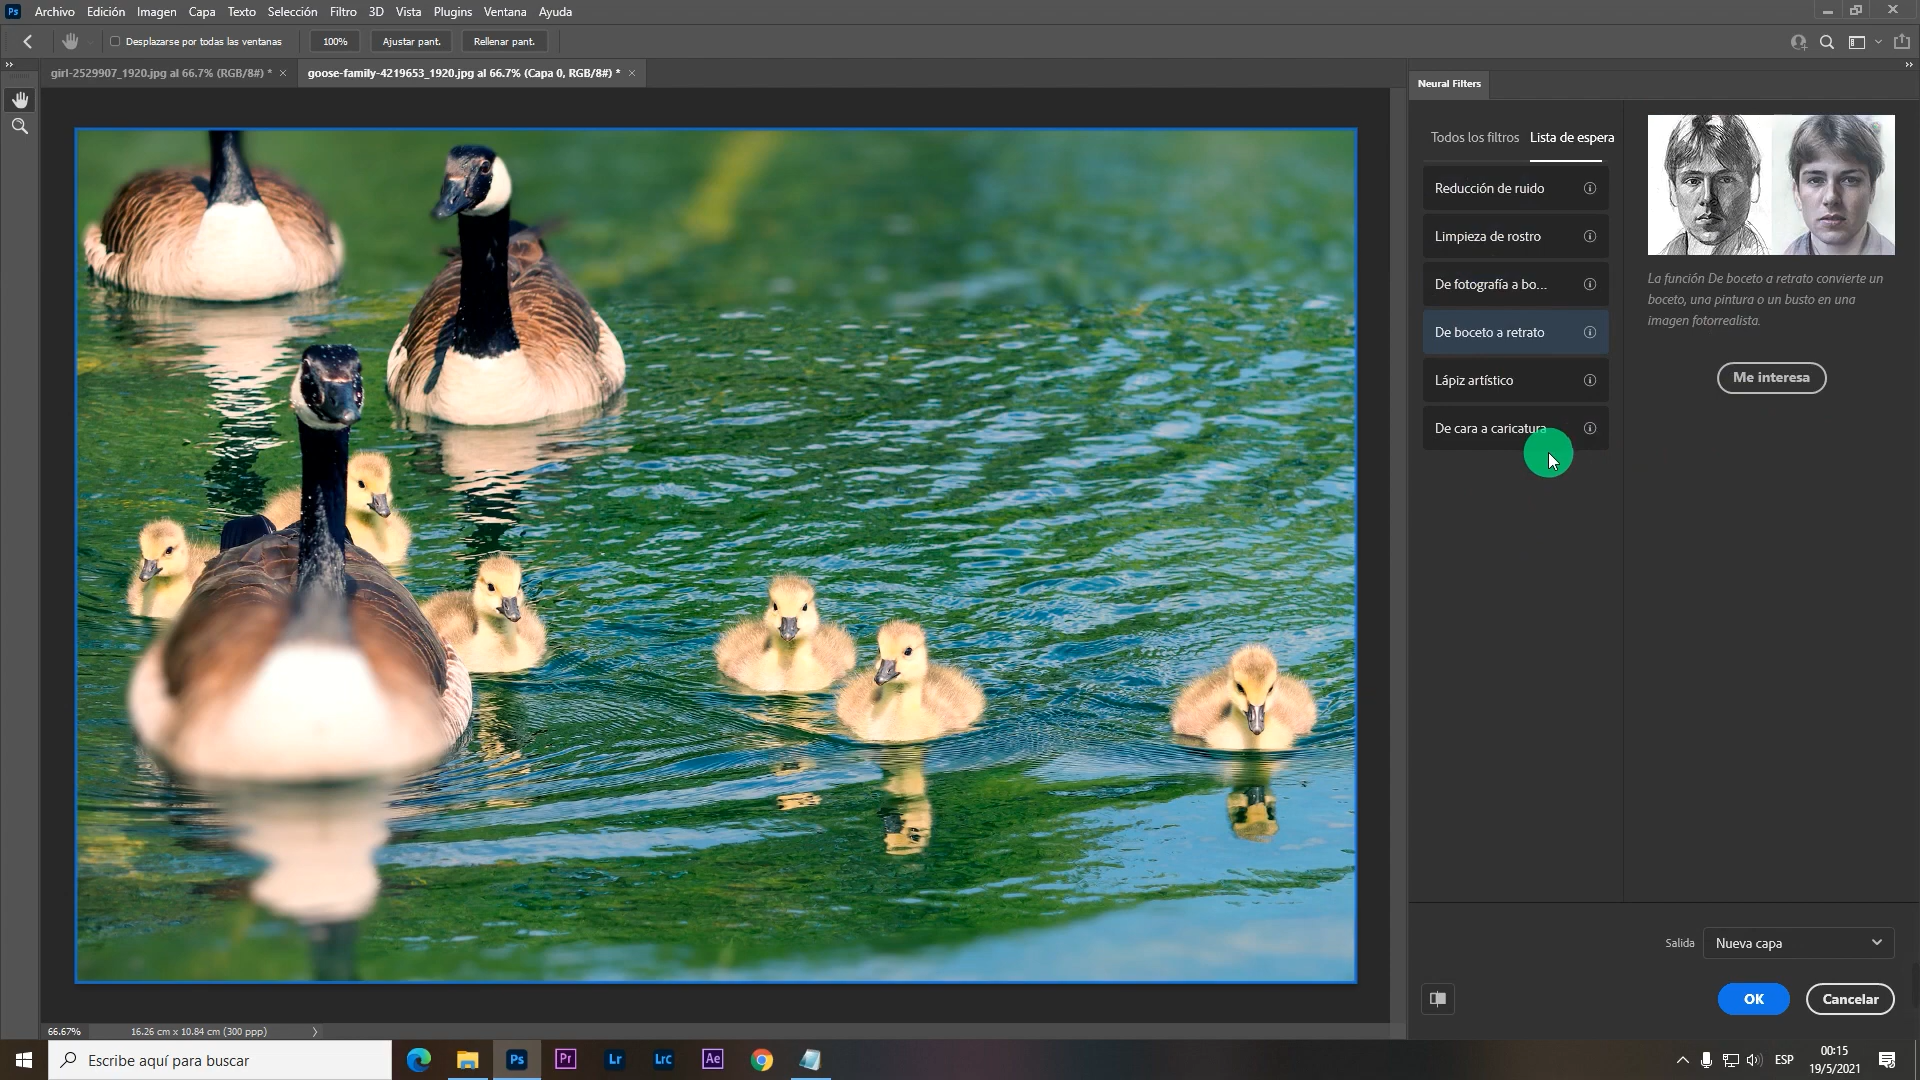 Ps Archivo Edición Imagen Capa Texto Selección Filtro 3D Vista Plugins Ventana Ayuda
Desplazarse por todas las ventanas 100% Ajustar pant. Rellenar pant.
girl-2529907_1920.jpg al 66.7% (RGB/8#) * × goose-family-4219653_1920.jpg al 66.7% (Capa 0, RGB/8#) * ×
Neural Filters
Todos los filtros Lista de espera
Reducción de ruido
Limpieza de rostro
De fotografía a bo...
De boceto a retrato
Lápiz artístico
De cara a caricatura
La función De boceto a retrato convierte un
boceto, una pintura o un busto en una
imagen fotorrealista.
Me interesa
Salida Nueva capa
OK Cancelar
66.67% 16.26 cm x 10.84 cm (300 ppp)
Escribe aquí para buscar Ps Pr Lr LrC Ae ESP
00:15
19/5/2021